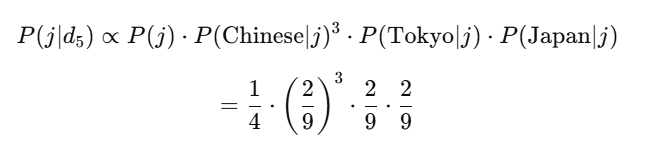 P(j|d₅) ∝ P(j) · P(Chinese|j)³ · P(Tokyo|j) · P(Japan|j)
= 1/4 · (2/9)³ · 2/9 · 2/9